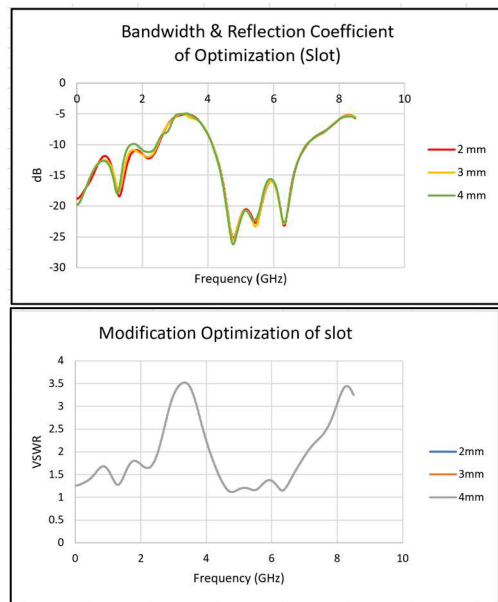 Bandwidth & Reflection Coefficient
of Optimization (Slot)
0
0 2 4 6 8 10
-5
-10
-15
-20
-25
-30
dB
2 mm
3 mm
4 mm
Frequency (GHz)
Modification Optimization of slot
4
3.5
3
2.5
2
1.5
1
0.5
0
VSWR
2mm
3mm
4mm
0 2 4 6 8 10
Frequency (GHz)